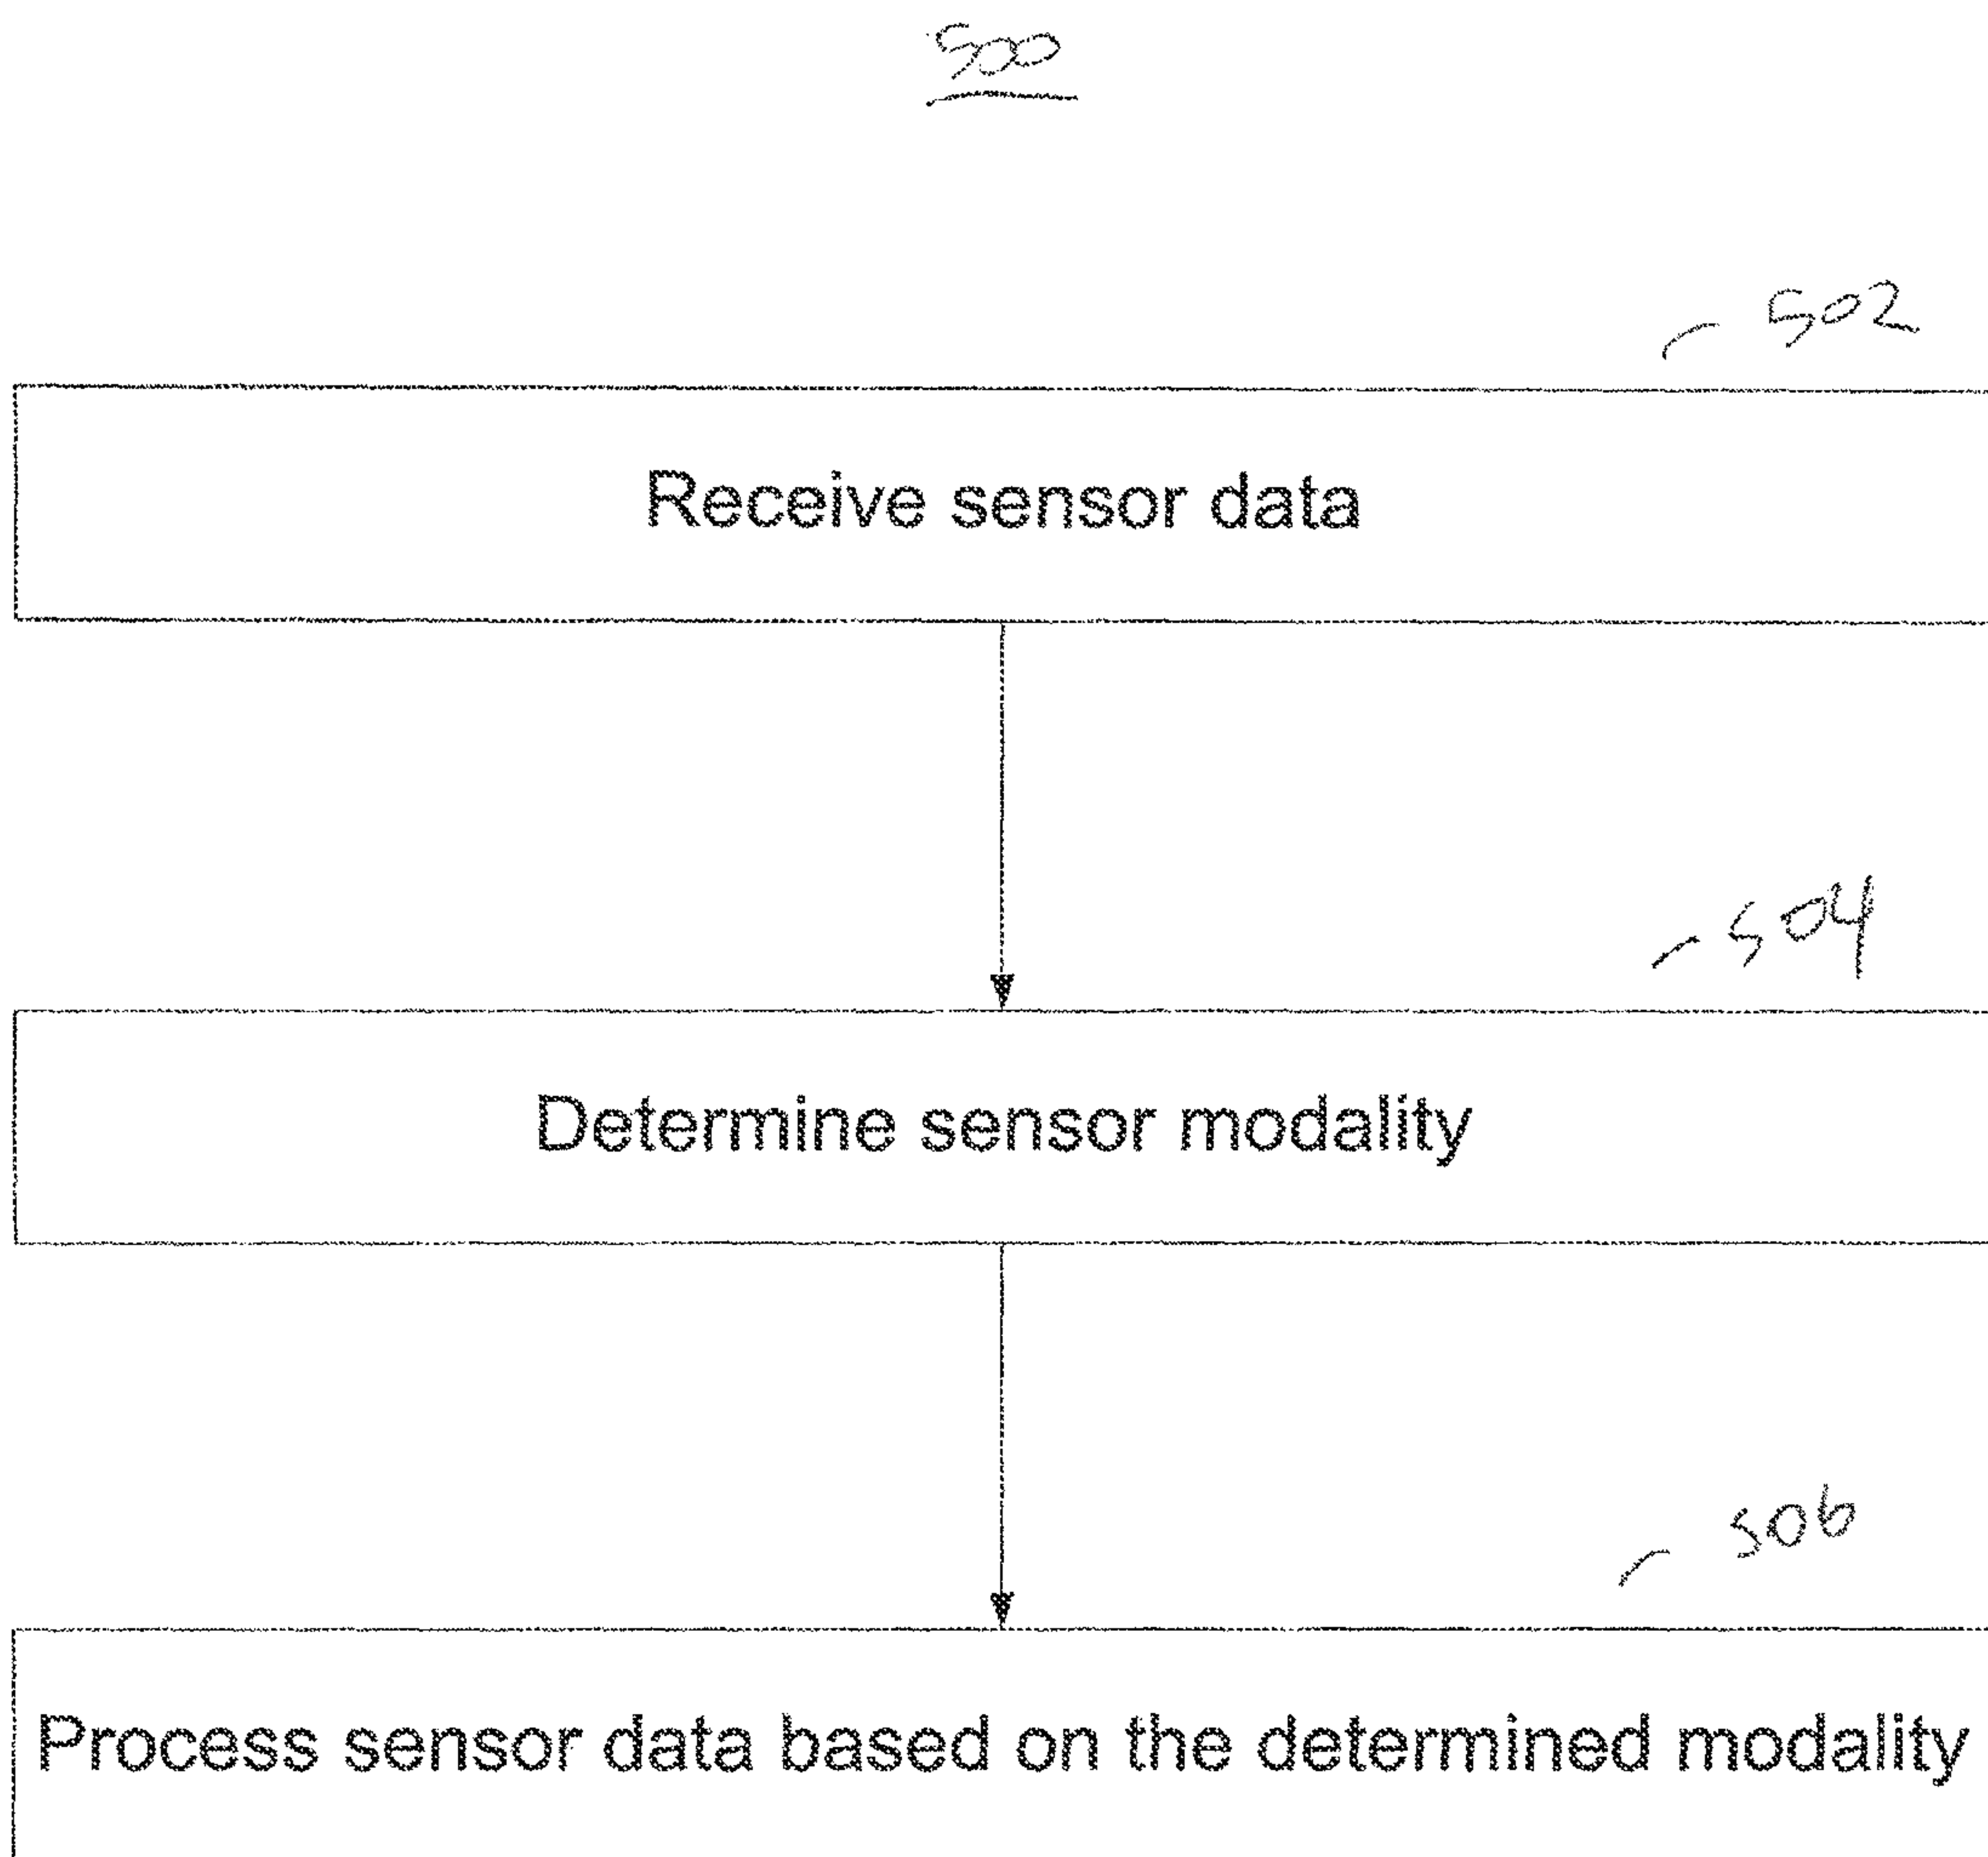 500
502
Receive sensor data
504
Determine sensor modality
506
Process sensor data based on the determined modality